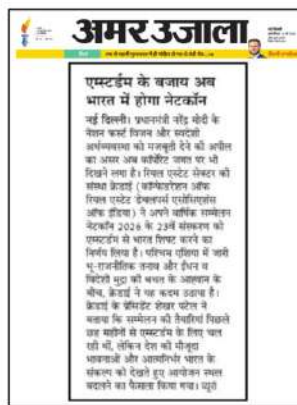 अमर उजाला
एम्स्टर्डम के बजाय अब
भारत में होगा नेटकॉन
नई दिल्ली। प्रधानमंत्री नरेंद्र मोदी के
नेशन फर्स्ट विजन और स्वदेशी
अर्थव्यवस्था को मजबूती देने की अपील
का असर अब कॉर्पोरेट जगत पर भी
दिखने लगा है। रियल एस्टेट सेक्टर की
संस्था क्रेडाई (कॉन्फेडरेशन ऑफ
रियल एस्टेट डेवलपर्स एसोसिएशंस
ऑफ इंडिया) ने अपने वार्षिक सम्मेलन
नेटकॉन 2026 के 23वें संस्करण को
एम्स्टर्डम से भारत शिफ्ट करने का
निर्णय लिया है। पश्चिम एशिया में जारी
भू-राजनीतिक तनाव और ईंधन व
विदेशी मुद्रा की बचत के आह्वान के
बीच, क्रेडाई ने यह कदम उठाया है।
क्रेडाई के प्रेसिडेंट शेखर पटेल ने
बताया कि सम्मेलन की तैयारियां पिछले
छह महीनों से एम्स्टर्डम के लिए चल
रही थीं, लेकिन देश की मौजूदा
भावनाओं और आत्मनिर्भर भारत के
संकल्प को देखते हुए आयोजन स्थल
बदलने का फैसला किया गया। ब्यूरो